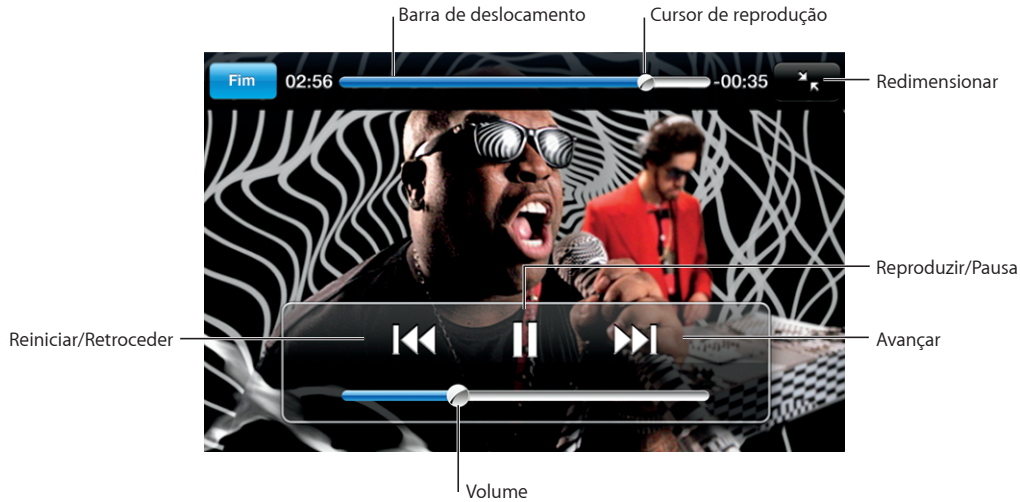 Barra de deslocamento
Cursor de reprodução
Fim
02:56
-00:35
Redimensionar
Reproduzir/Pausa
Reiniciar/Retroceder
Avançar
Volume